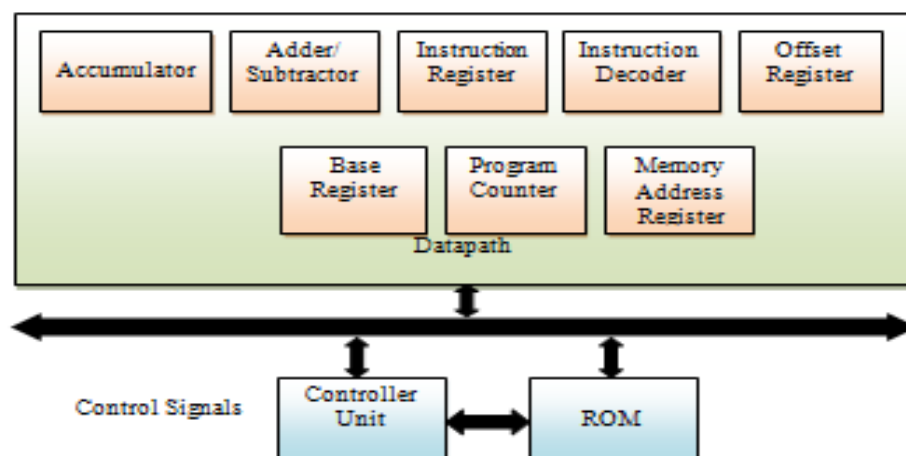 Accumulator
Adder/
Subtractor
Instruction
Register
Instruction
Decoder
Offset
Register
Base
Register
Program
Counter
Memory
Address
Register
Datapath
Control Signals
Controller
Unit
ROM